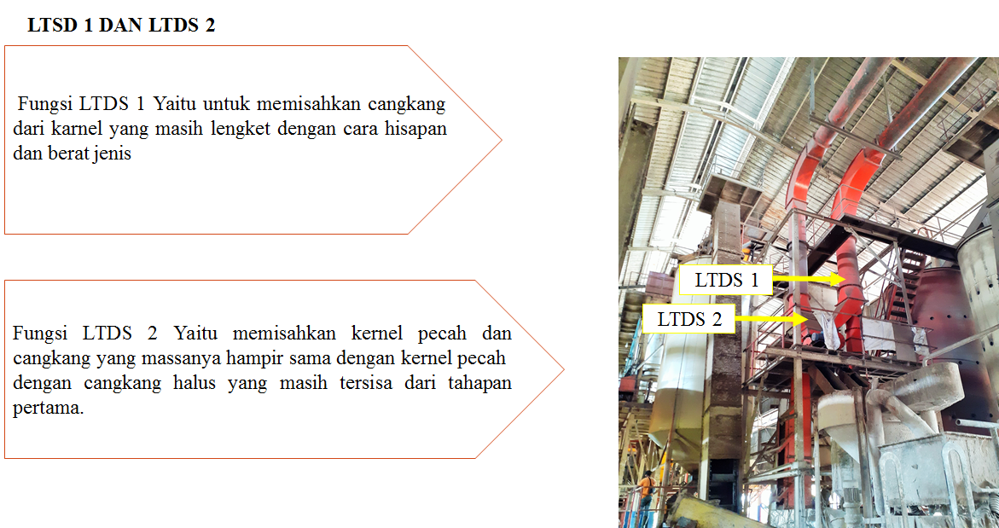 LTSD 1 DAN LTDS 2
Fungsi LTDS 1 Yaitu untuk memisahkan cangkang
dari karnel yang masih lengket dengan cara hisapan
dan berat jenis
Fungsi LTDS 2 Yaitu memisahkan kernel pecah dan
cangkang yang massanya hampir sama dengan kernel pecah
dengan cangkang halus yang masih tersisa dari tahapan
pertama.
LTDS 1
LTDS 2